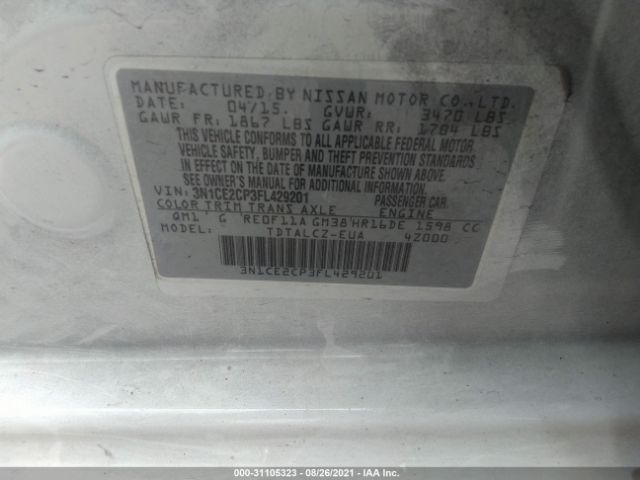 MANUFACTURED BY NISSAN MOTOR CO., LTD.
DATE: 04/15. GVWR: 3470 LBS
GAWR FR: 1867 LBS GAWR RR: 1704 LBS
THIS VEHICLE CONFORMS TO ALL APPLICABLE FEDERAL MOTOR
VEHICLE SAFETY, BUMPER AND THEFT PREVENTION STANDARDS
IN EFFECT ON THE DATE OF MANUFACTURE SHOWN ABOVE.
SEE OWNER'S MANUAL FOR ADDITIONAL INFORMATION.
VIN: 3N1CE2CP3FL429201 PASSENGER CAR.
COLOR TRIM TRANS AXLE ENGINE
QM1 G RE0F11A GM38 HR16DE 1598 CC
MODEL: TDTALCZ-EUA 4Z000
3N1CE2CP3FL429201
000-31105323 - 08/26/2021 - IAA Inc.